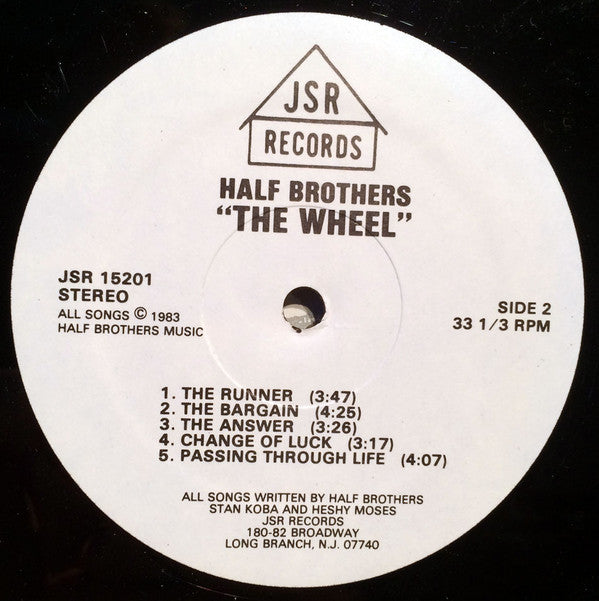 JSR
RECORDS
HALF BROTHERS
"THE WHEEL"
JSR 15201
STEREO
ALL SONGS © 1983
HALF BROTHERS MUSIC
SIDE 2
33 1/3 RPM
1. THE RUNNER (3:47)
2. THE BARGAIN (4:25)
3. THE ANSWER (3:26)
4. CHANGE OF LUCK (3:17)
5. PASSING THROUGH LIFE (4:07)
ALL SONGS WRITTEN BY HALF BROTHERS
STAN KOBA AND HESHY MOSES
JSR RECORDS
180-82 BROADWAY
LONG BRANCH, N.J. 07740